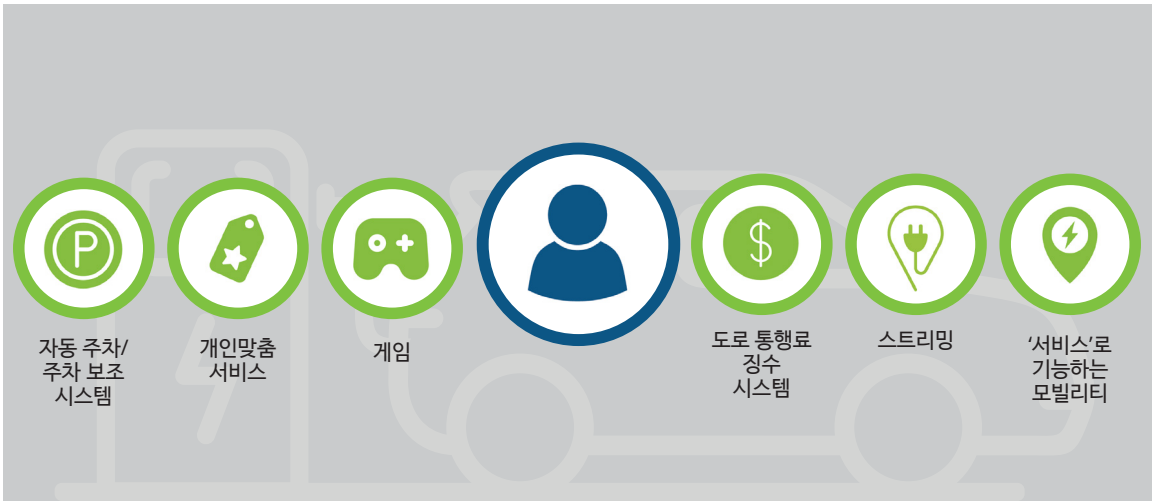 P
자동 주차/
주차 보조
시스템
개인맞춤
서비스
게임
$
도로 통행료
징수
시스템
스트리밍
‘서비스’로
기능하는
모빌리티